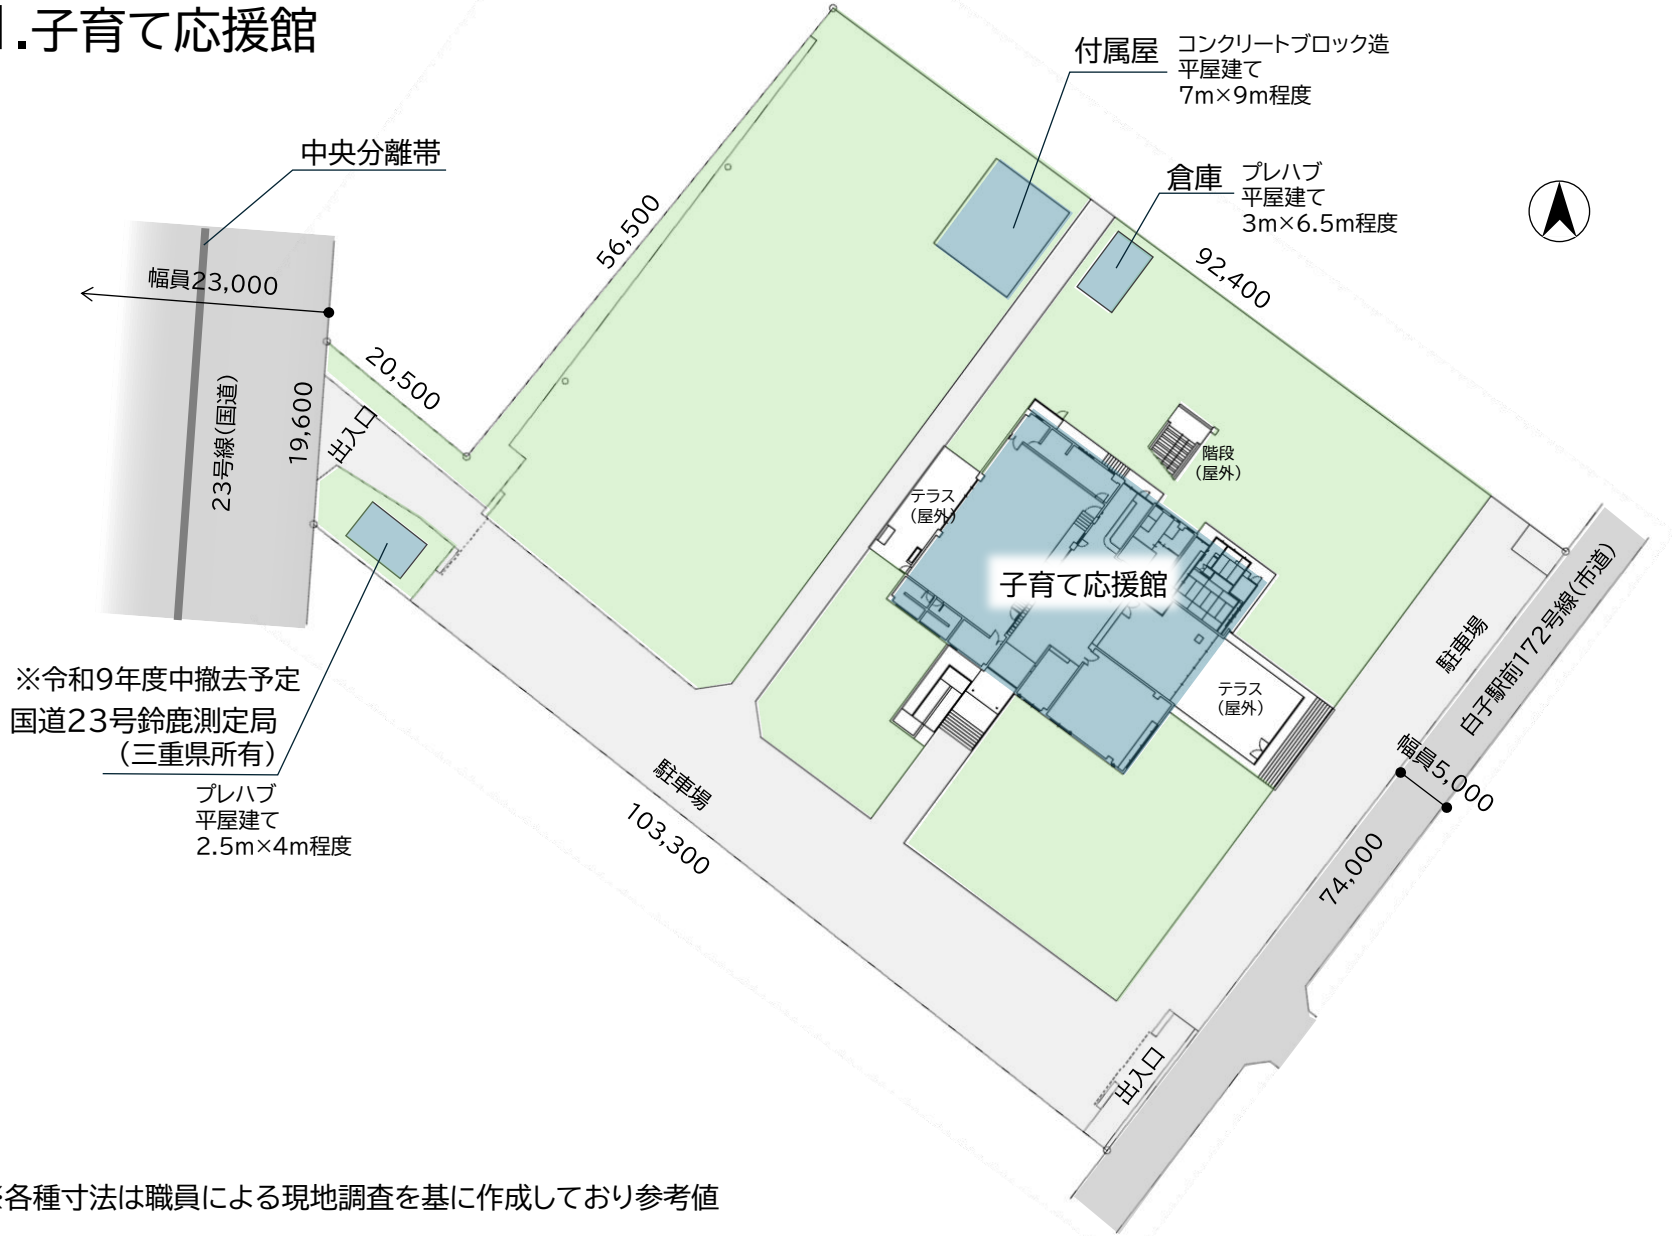 1.子育て応援館
付属屋
コンクリートブロック造
平屋建て
7m×9m程度
中央分離帯
倉庫
プレハブ
平屋建て
3m×6.5m程度
56,500
92,400
幅員23,000
20,500
19,600
23号線(国道)
出入口
階段
(屋外)
テラス
(屋外)
子育て応援館
駐車場
白子駅前172号線(市道)
テラス
(屋外)
※令和9年度中撤去予定
国道23号鈴鹿測定局
(三重県所有)
プレハブ
平屋建て
2.5m×4m程度
幅員5,000
駐車場
103,300
74,000
出入口
※各種寸法は職員による現地調査を基に作成しており参考値